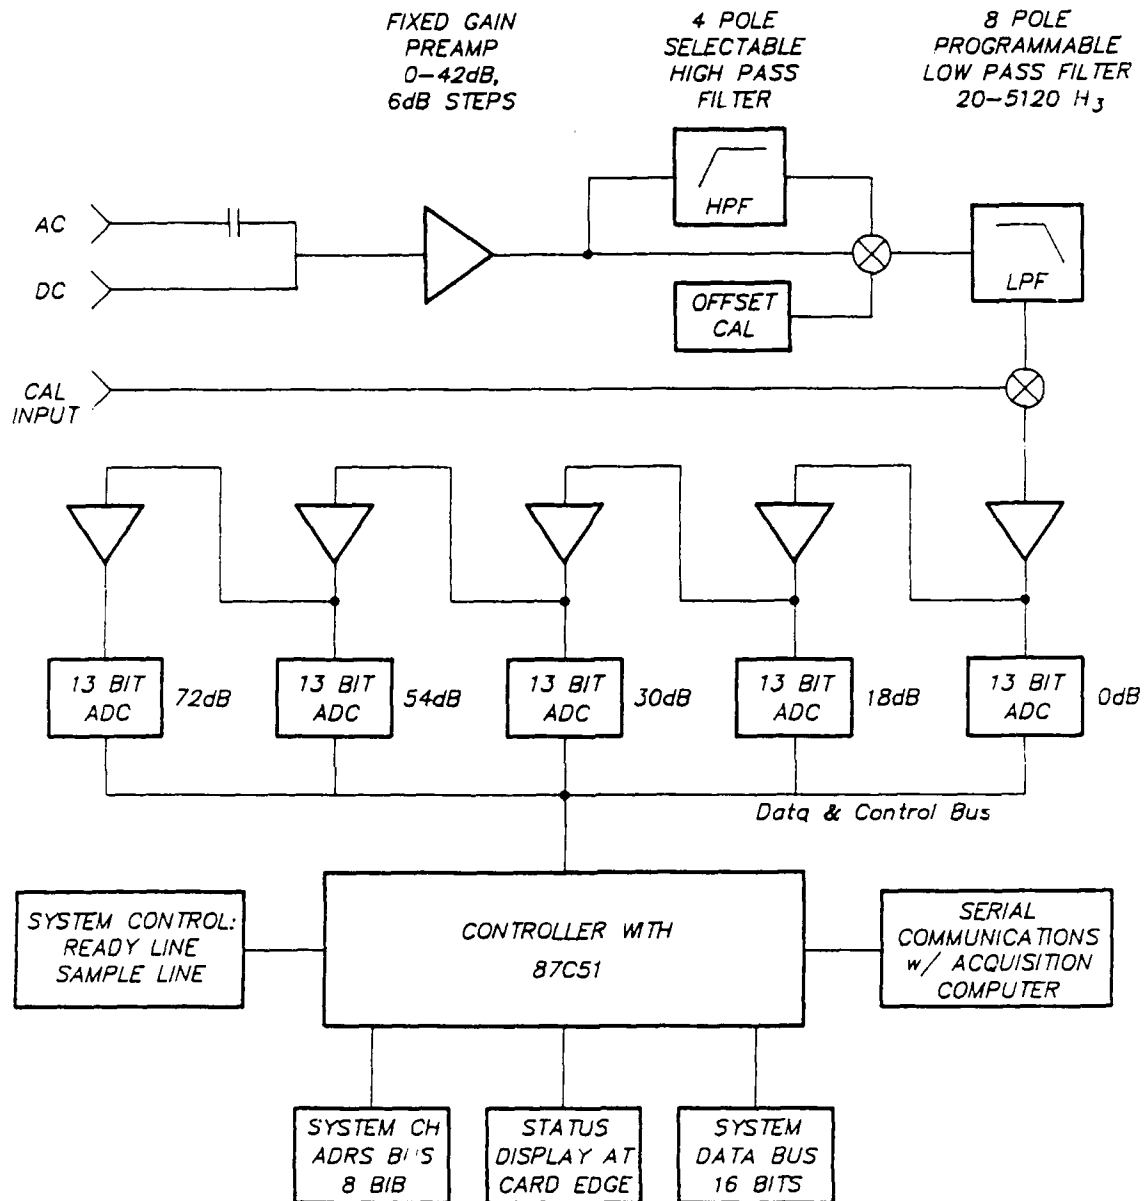 FIXED GAIN
PREAMP
0-42dB,
6dB STEPS
4 POLE
SELECTABLE
HIGH PASS
FILTER
8 POLE
PROGRAMMABLE
LOW PASS FILTER
20-5120 H3
AC
DC
HPF
OFFSET
CAL
LPF
CAL
INPUT
13 BIT
ADC
72dB
13 BIT
ADC
54dB
13 BIT
ADC
30dB
13 BIT
ADC
18dB
13 BIT
ADC
0dB
Data & Control Bus
SYSTEM CONTROL:
READY LINE
SAMPLE LINE
CONTROLLER WITH
87C51
SERIAL
COMMUNICATIONS
w/ ACQUISITION
COMPUTER
SYSTEM CH
ADRS
8 BIB
STATUS
DISPLAY AT
CARD EDGE
SYSTEM
DATA BUS
16 BITS